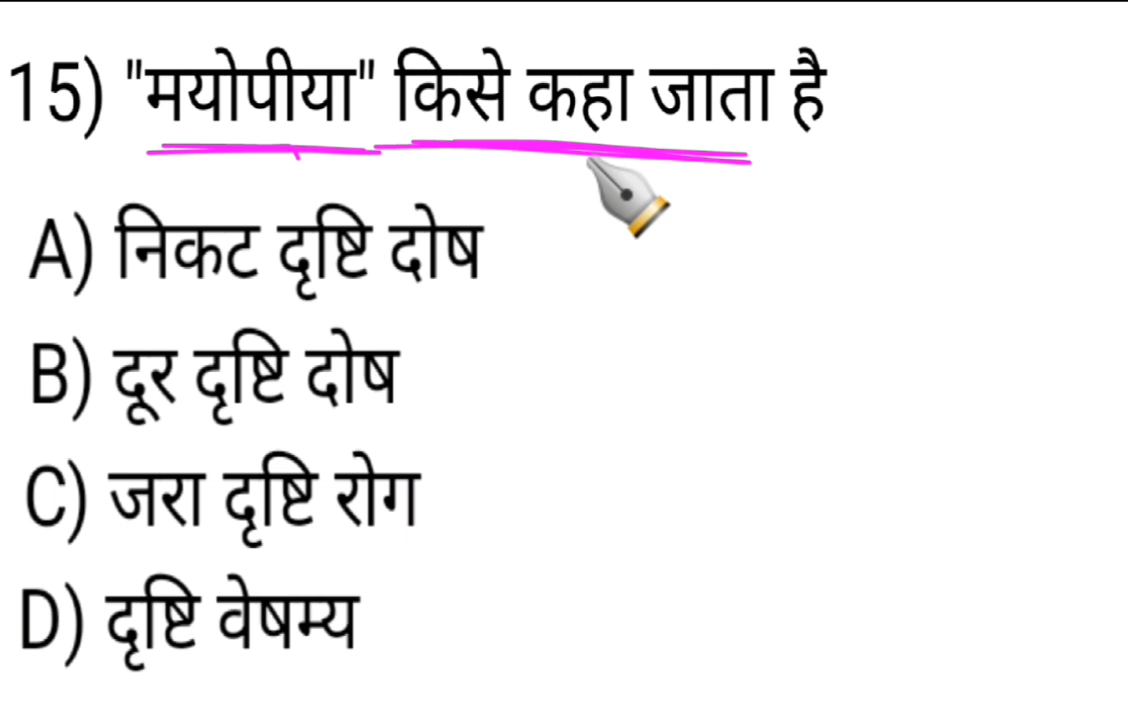 15) "मयोपीया" किसे कहा जाता है
A) निकट दृष्टि दोष
B) दूर दृष्टि दोष
C) जरा दृष्टि रोग
D) दृष्टि वेषम्य